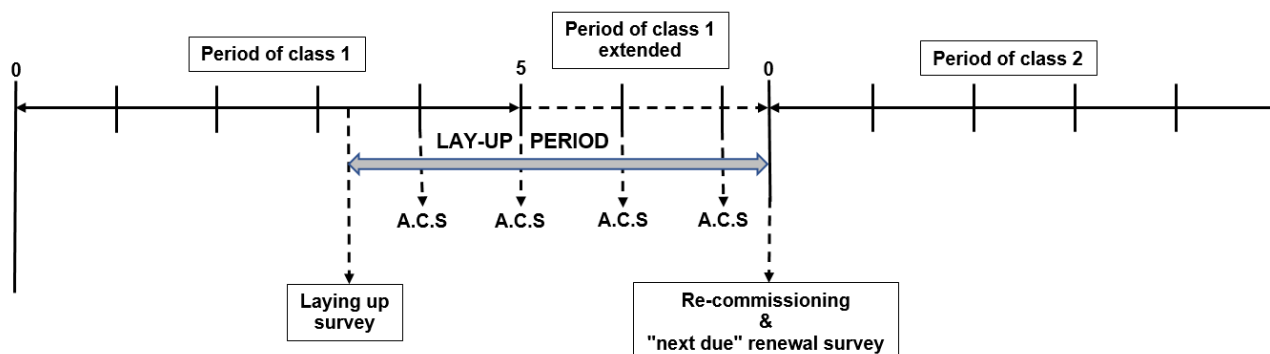 Period of class 1
Period of class 1
extended
Period of class 2
0
5
0
LAY-UP PERIOD
A.C.S
A.C.S
A.C.S
A.C.S
Laying up
survey
Re-commissioning
&
"next due" renewal survey